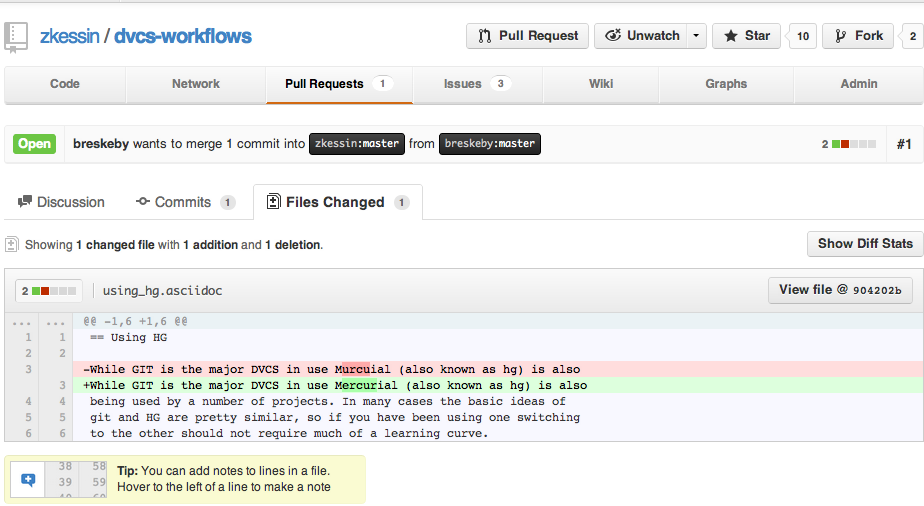 zkessin / dvcs-workflows
Pull Request Unwatch Star 10 Fork 2
Code Network Pull Requests 1 Issues 3 Wiki Graphs Admin
Open breskeby wants to merge 1 commit into zkessin:master from breskeby:master 2 #1
Discussion Commits 1 Files Changed 1
Showing 1 changed file with 1 addition and 1 deletion. Show Diff Stats
2 using_hg.asciidoc View file @ 904202b
... ... @@ -1,6 +1,6 @@
1 1 == Using HG
2 2
3 -While GIT is the major DVCS in use Murcuial (also known as hg) is also
3 +While GIT is the major DVCS in use Mercurial (also known as hg) is also
4 4 being used by a number of projects. In many cases the basic ideas of
5 5 git and HG are pretty similar, so if you have been using one switching
6 6 to the other should not require much of a learning curve.
38 58 Tip: You can add notes to lines in a file.
39 59 Hover to the left of a line to make a note